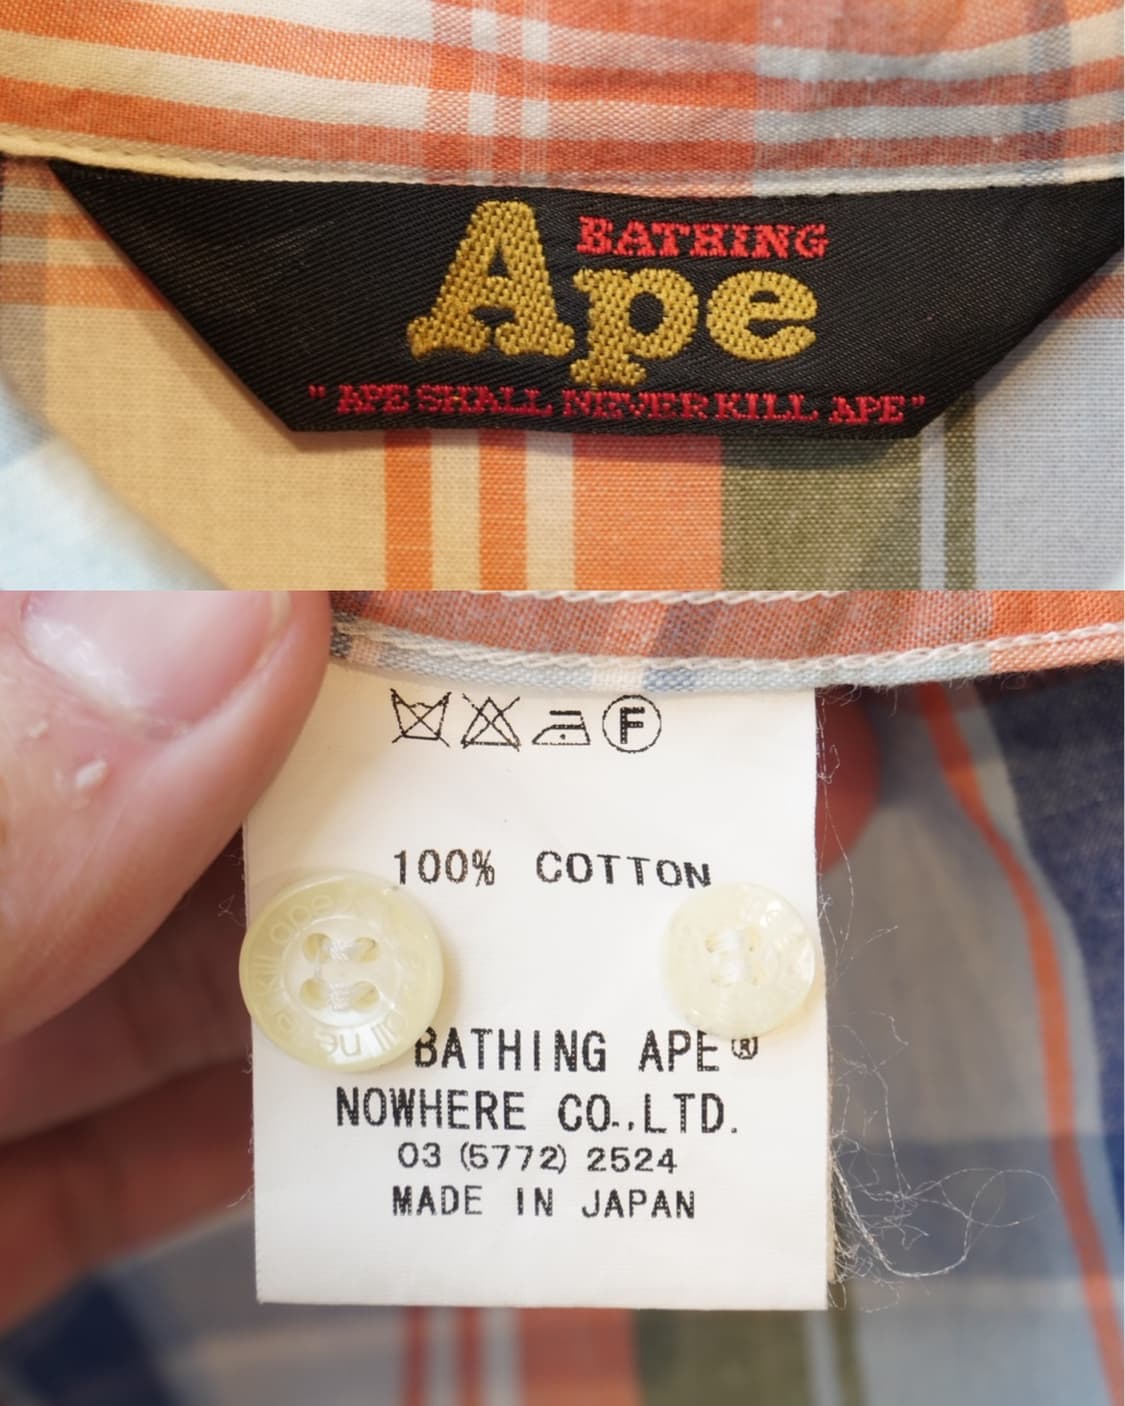 BATHING
Ape
" APE SHALL NEVER KILL APE"
F
100% COTTON
BATHING APE®
NOWHERE CO.,LTD.
03 (5772) 2524
MADE IN JAPAN